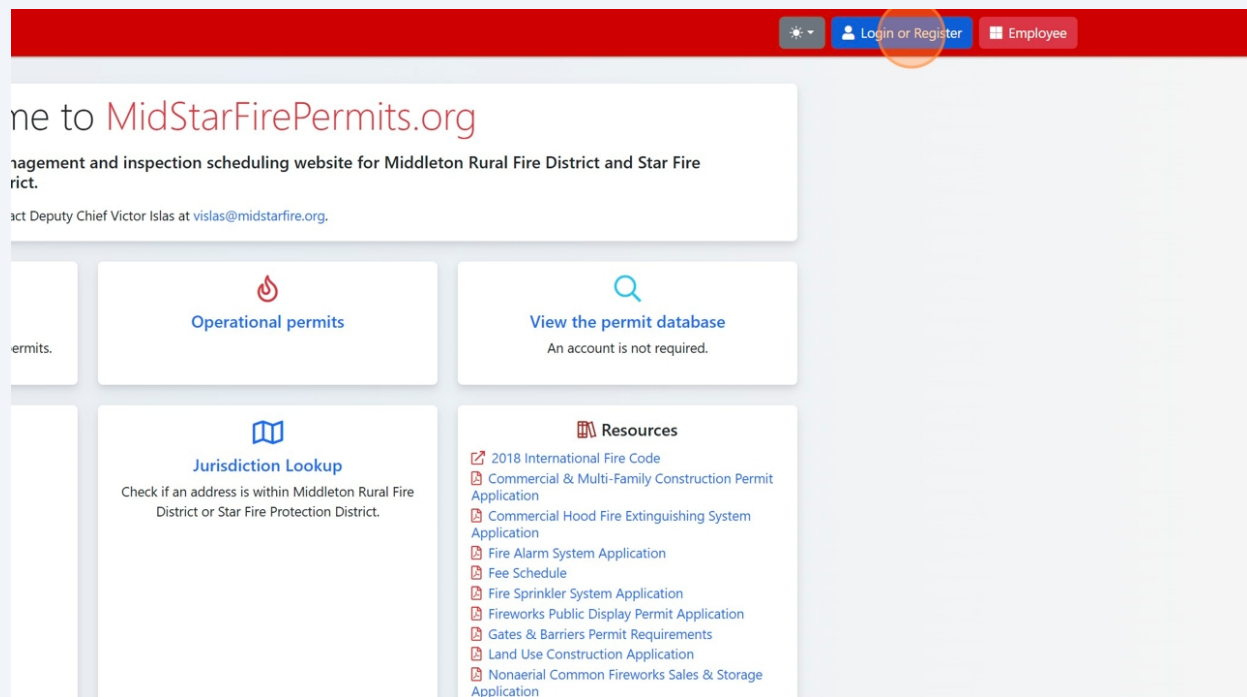 Login or Register
Employee
to MidStarFirePermits.org
and inspection scheduling website for Middleton Rural Fire District and Star Fire
Deputy Chief Victor Islas at vislas@midstarfire.org.
Operational permits
View the permit database
An account is not required.
Jurisdiction Lookup
Check if an address is within Middleton Rural Fire
District or Star Fire Protection District.
Resources
2018 International Fire Code
Commercial & Multi-Family Construction Permit
Application
Commercial Hood Fire Extinguishing System
Application
Fire Alarm System Application
Fee Schedule
Fire Sprinkler System Application
Fireworks Public Display Permit Application
Gates & Barriers Permit Requirements
Land Use Construction Application
Nonaerial Common Fireworks Sales & Storage
Application